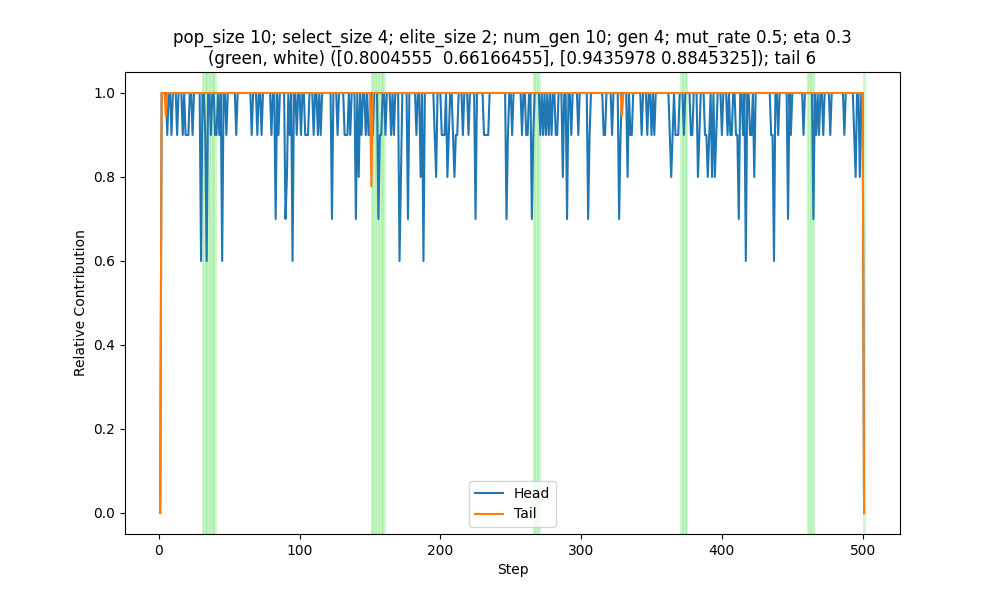 pop_size 10; select_size 4; elite_size 2; num_gen 10; gen 4; mut_rate 0.5; eta 0.3
(green, white) ([0.8004555  0.66166455], [0.9435978 0.8845325]); tail 6
1.0
0.8
0.6
0.4
0.2
0.0
Relative Contribution
Head
Tail
0
100
200
300
400
500
Step